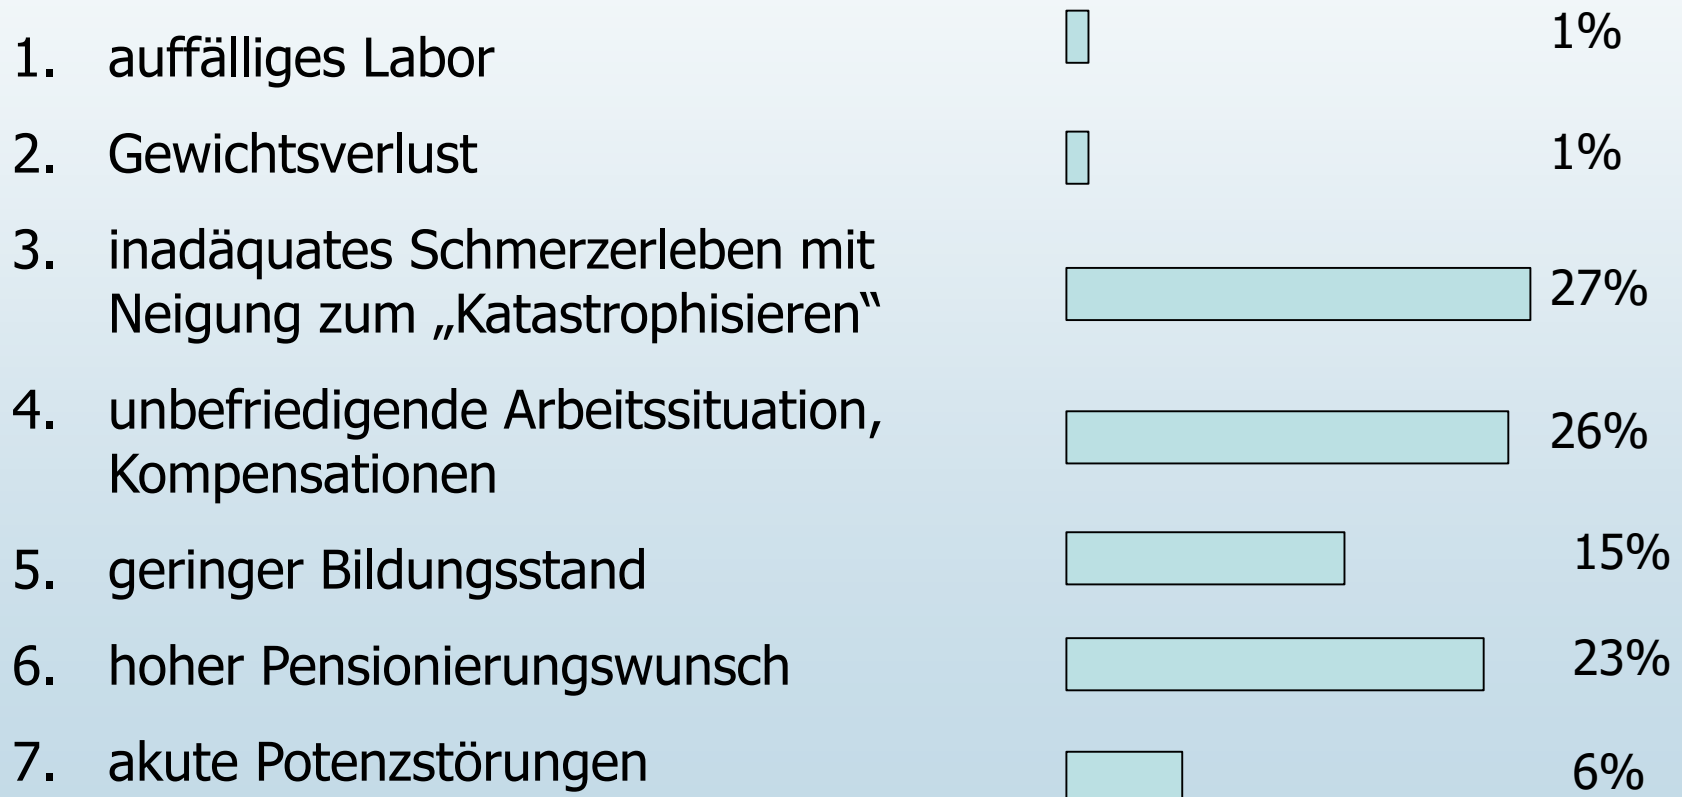 1. auffälliges Labor 1%
2. Gewichtsverlust 1%
3. inadäquates Schmerzerleben mit
Neigung zum „Katastrophisieren“ 27%
4. unbefriedigende Arbeitssituation,
Kompensationen 26%
5. geringer Bildungsstand 15%
6. hoher Pensionierungswunsch 23%
7. akute Potenzstörungen 6%